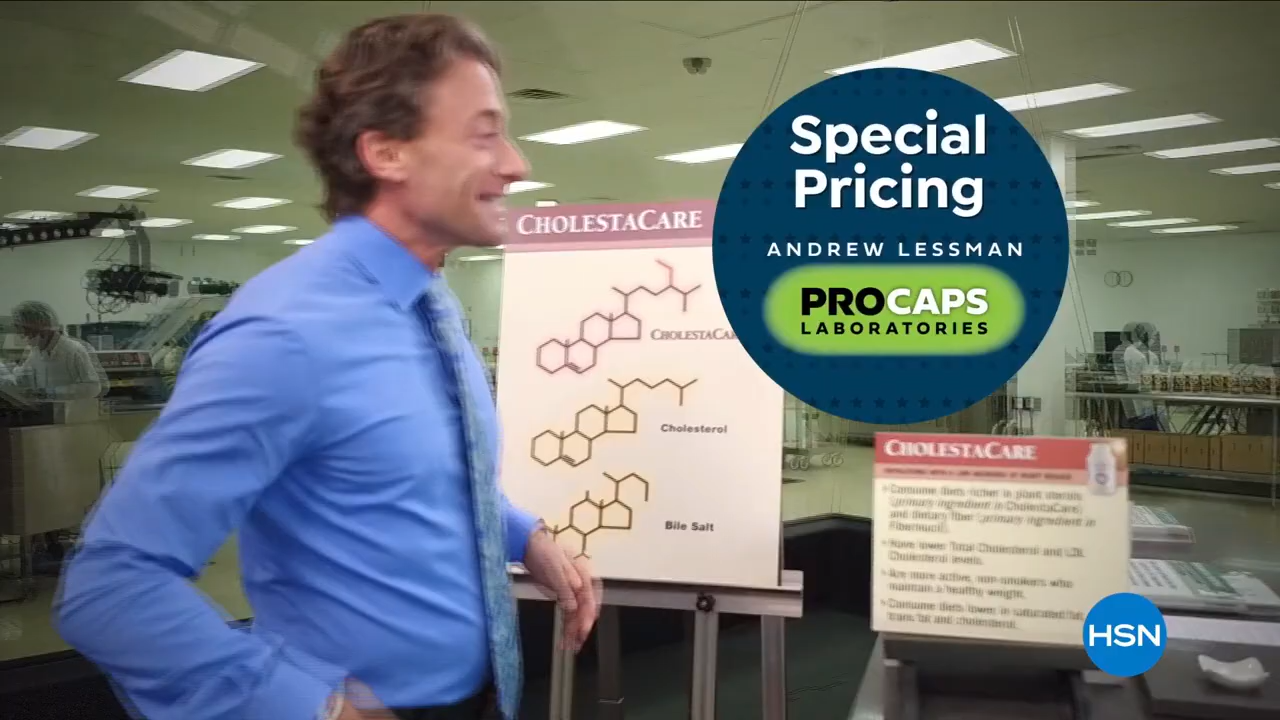 Special
Pricing
ANDREW LESSMAN
PROCAPS
LABORATORIES
CHOLESTACARE
CHOLESTACA
Cholesterol
Bile Salt
CHOLESTACARE
• Consume diets richer in plant sterols
(primary ingredient in CholestaCare)
and dietary fiber (primary ingredient in
Fibermucil).
• Have lower Total Cholesterol and LDL
Cholesterol levels.
• Are more active, non-smokers who
maintain a healthy weight.
• Consume diets lower in saturated fat,
trans fat and cholesterol.
HSN